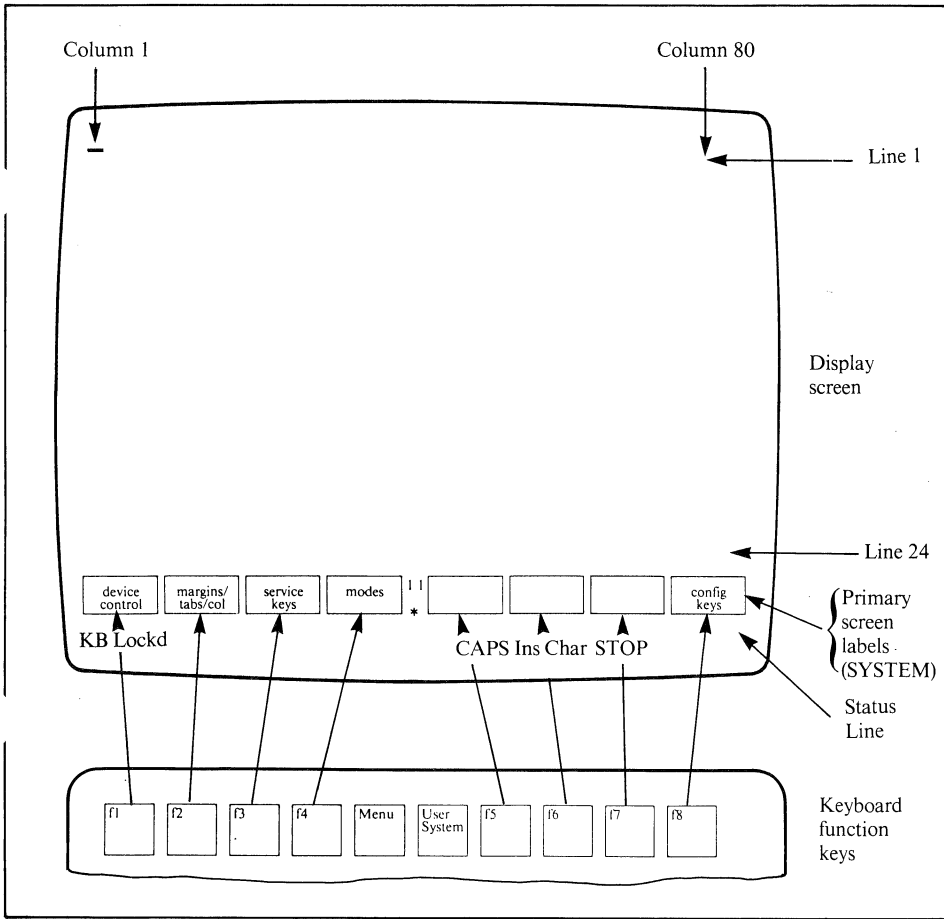 Column 1
Column 80
Line 1
Display
screen
Line 24
device
control
margins/
tabs/col
service
keys
modes
1 1
*
config
keys
KB Lockd
CAPS Ins Char STOP
Primary
screen
labels
(SYSTEM)
Status
Line
f1
f2
f3
f4
Menu
User
System
f5
f6
f7
f8
Keyboard
function
keys